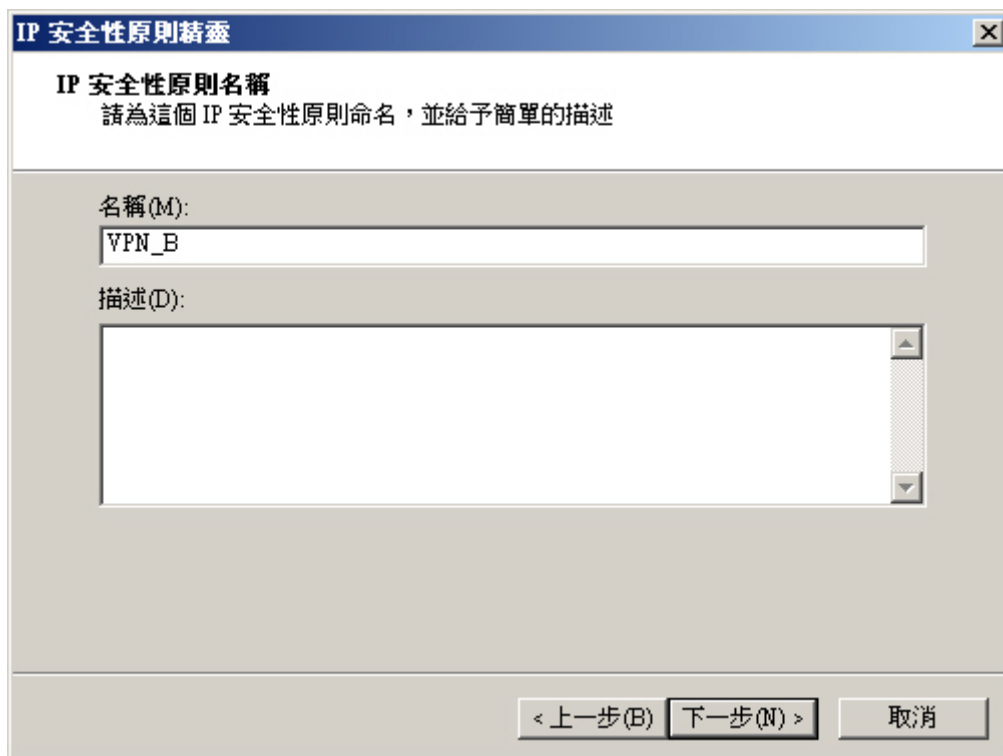 IP 安全性原則精靈
IP 安全性原則名稱
請為這個 IP 安全性原則命名，並給予簡單的描述
名稱(M):
VPN_B
描述(D):
< 上一步(B) 下一步(N) > 取消